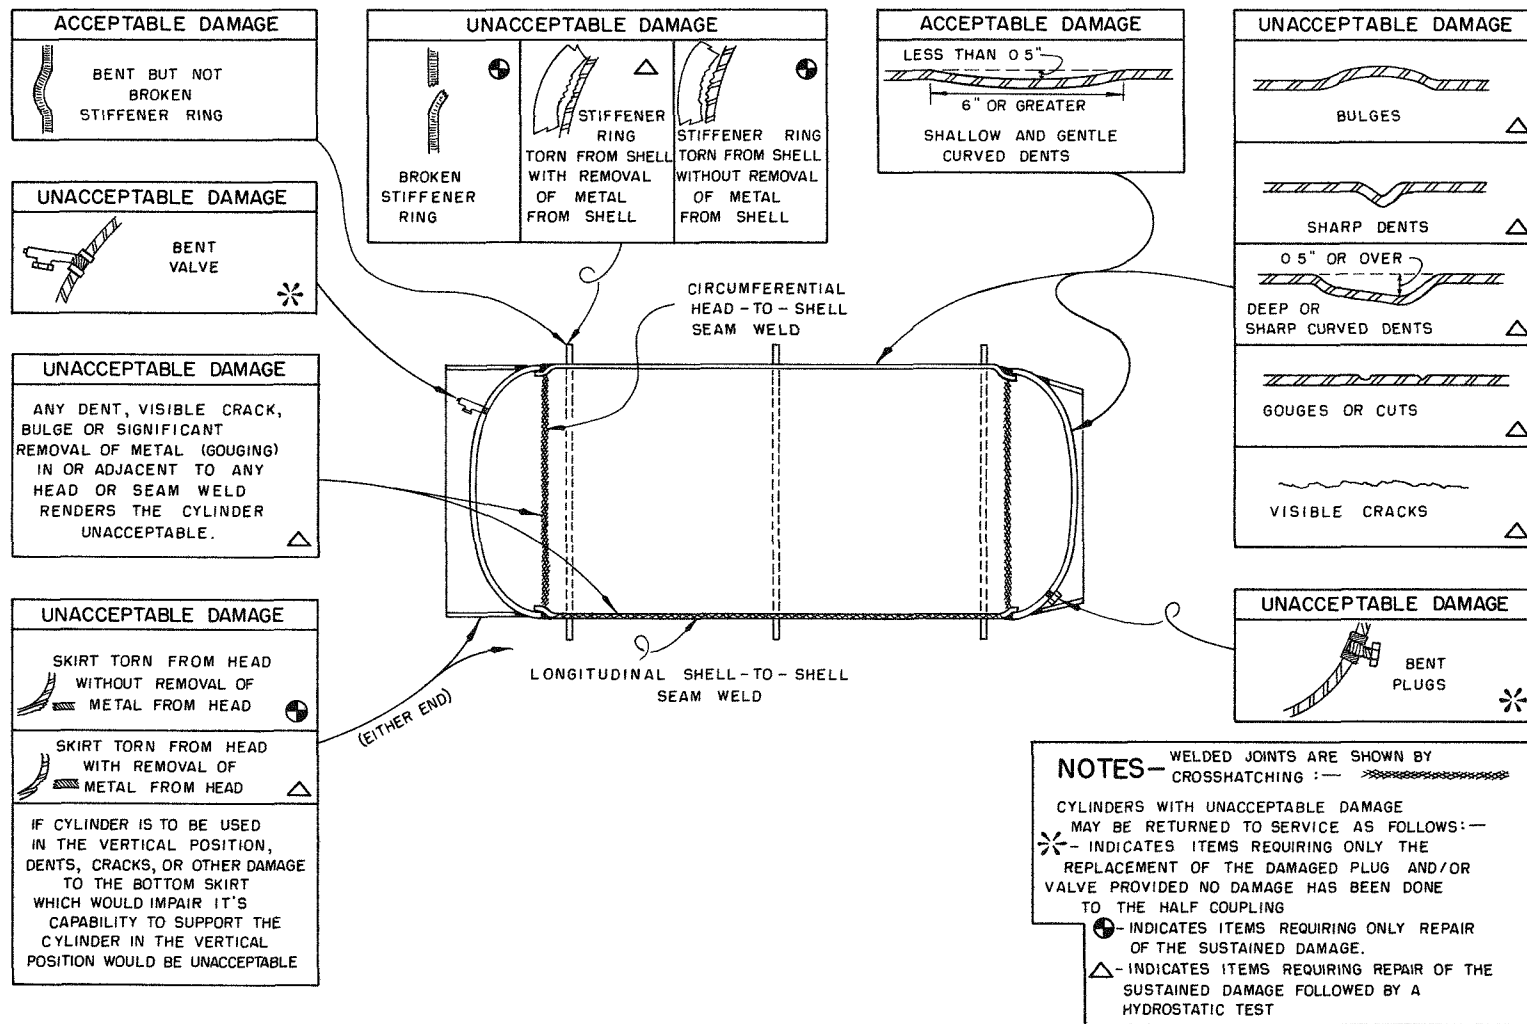 ACCEPTABLE DAMAGE
BENT BUT NOT
BROKEN
STIFFENER RING
UNACCEPTABLE DAMAGE
BROKEN
STIFFENER
RING
STIFFENER
RING
TORN FROM SHELL
WITH REMOVAL
OF METAL
FROM SHELL
STIFFENER RING
TORN FROM SHELL
WITHOUT REMOVAL
OF METAL
FROM SHELL
ACCEPTABLE DAMAGE
LESS THAN 0 5"
6" OR GREATER
SHALLOW AND GENTLE
CURVED DENTS
UNACCEPTABLE DAMAGE
BULGES
SHARP DENTS
0 5" OR OVER
DEEP OR
SHARP CURVED DENTS
GOUGES OR CUTS
VISIBLE CRACKS
UNACCEPTABLE DAMAGE
BENT
VALVE
CIRCUMFERENTIAL
HEAD-TO-SHELL
SEAM WELD
UNACCEPTABLE DAMAGE
ANY DENT, VISIBLE CRACK,
BULGE OR SIGNIFICANT
REMOVAL OF METAL (GOUGING)
IN OR ADJACENT TO ANY
HEAD OR SEAM WELD
RENDERS THE CYLINDER
UNACCEPTABLE.
UNACCEPTABLE DAMAGE
SKIRT TORN FROM HEAD
WITHOUT REMOVAL OF
METAL FROM HEAD
SKIRT TORN FROM HEAD
WITH REMOVAL OF
METAL FROM HEAD
IF CYLINDER IS TO BE USED
IN THE VERTICAL POSITION,
DENTS, CRACKS, OR OTHER DAMAGE
TO THE BOTTOM SKIRT
WHICH WOULD IMPAIR IT'S
CAPABILITY TO SUPPORT THE
CYLINDER IN THE VERTICAL
POSITION WOULD BE UNACCEPTABLE
(EITHER END)
LONGITUDINAL SHELL-TO-SHELL
SEAM WELD
UNACCEPTABLE DAMAGE
BENT
PLUGS
NOTES— WELDED JOINTS ARE SHOWN BY
CROSSHATCHING :—
CYLINDERS WITH UNACCEPTABLE DAMAGE
MAY BE RETURNED TO SERVICE AS FOLLOWS:—
- INDICATES ITEMS REQUIRING ONLY THE
REPLACEMENT OF THE DAMAGED PLUG AND/OR
VALVE PROVIDED NO DAMAGE HAS BEEN DONE
TO THE HALF COUPLING
- INDICATES ITEMS REQUIRING ONLY REPAIR
OF THE SUSTAINED DAMAGE.
- INDICATES ITEMS REQUIRING REPAIR OF THE
SUSTAINED DAMAGE FOLLOWED BY A
HYDROSTATIC TEST